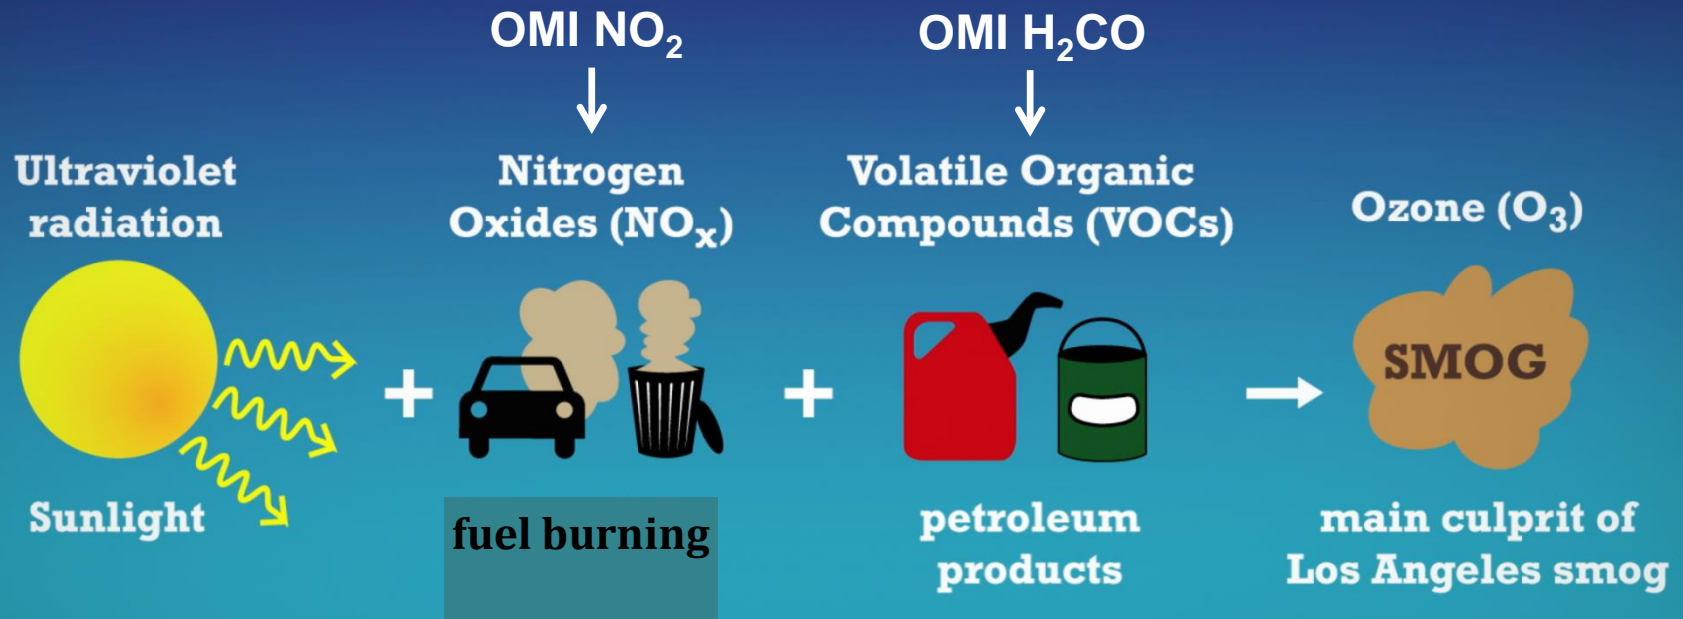 OMI NO₂
OMI H₂CO
Ultraviolet
radiation
Nitrogen
Oxides (NOₓ)
Volatile Organic
Compounds (VOCs)
Ozone (O₃)
+
+
SMOG
Sunlight
fuel burning
petroleum
products
main culprit of
Los Angeles smog